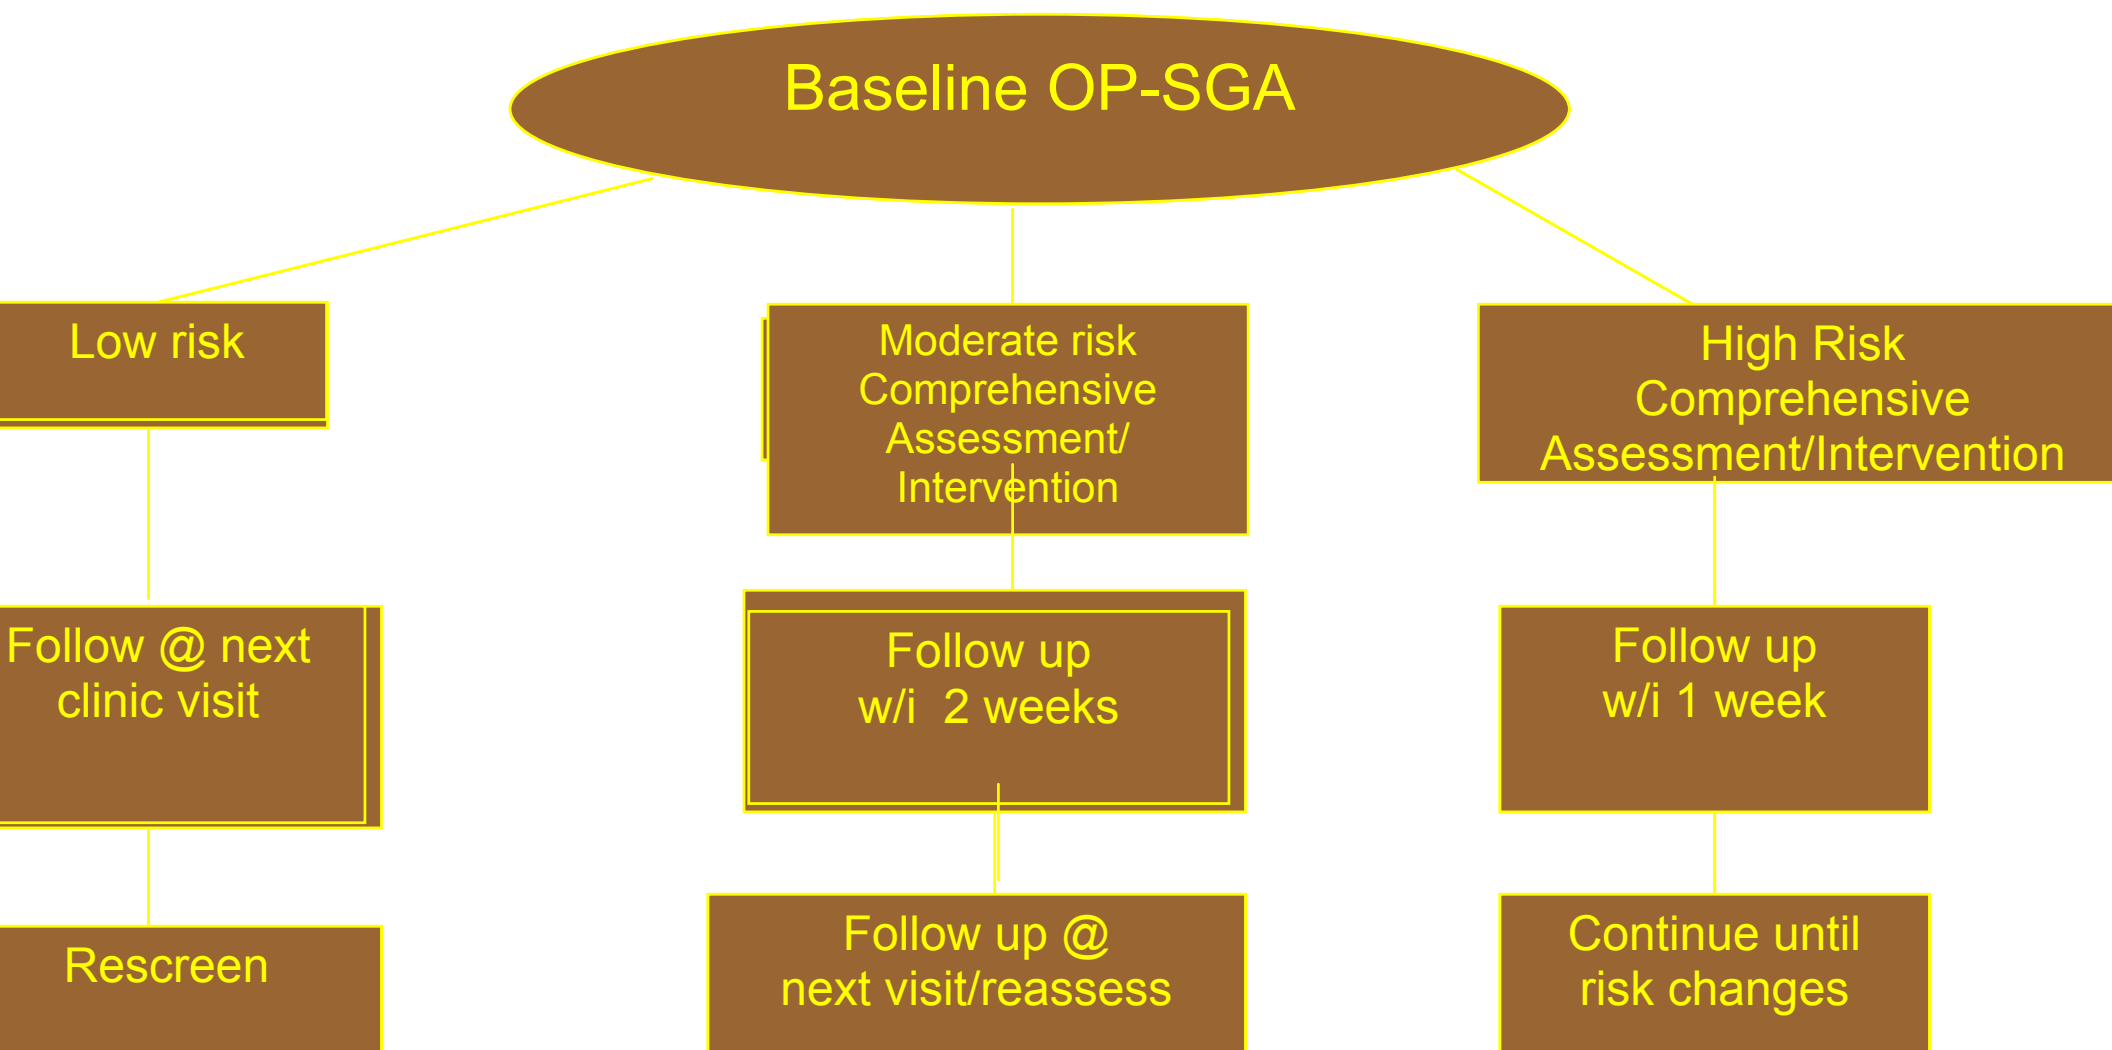 Baseline OP-SGA
Low risk
Moderate risk
Comprehensive
Assessment/
Intervention
High Risk
Comprehensive
Assessment/Intervention
Follow @ next
clinic visit
Follow up
w/i 2 weeks
Follow up
w/i 1 week
Rescreen
Follow up @
next visit/reassess
Continue until
risk changes